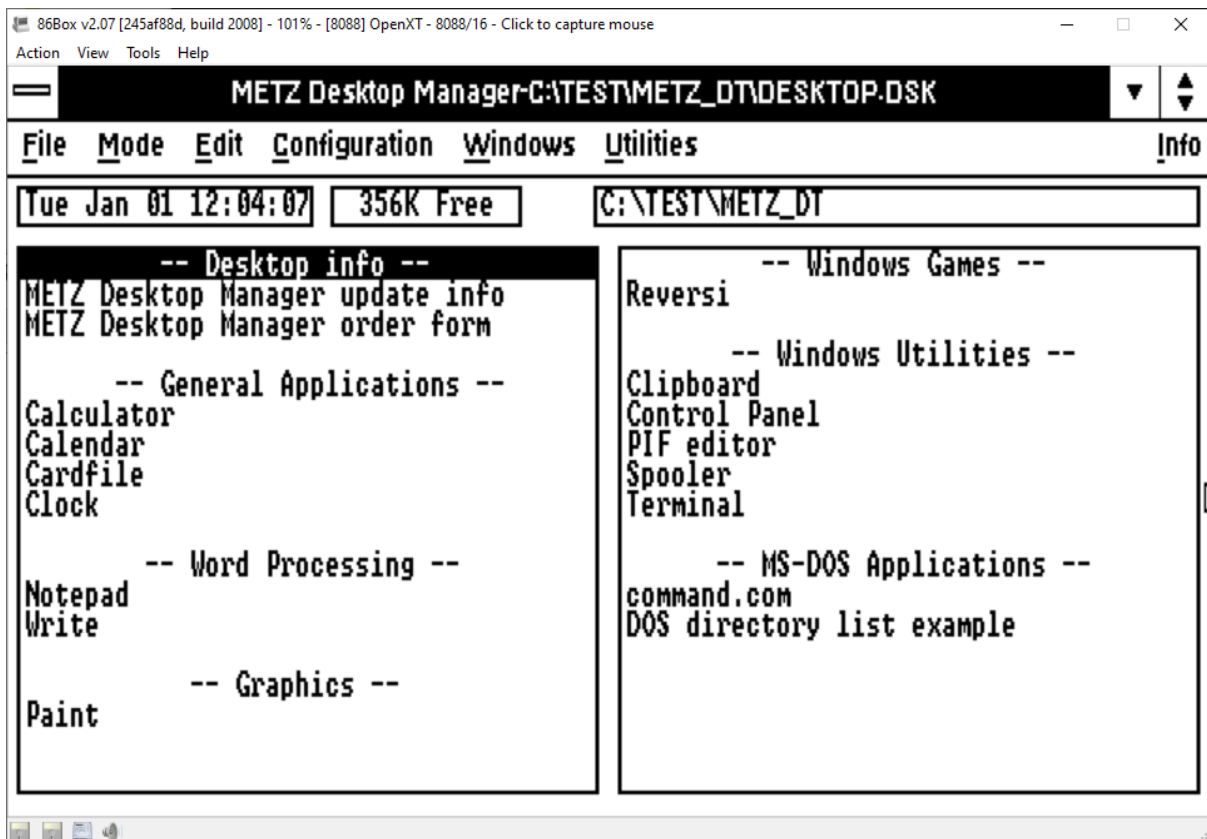 86Box v2.07 [245af88d, build 2008] - 101% - [8088] OpenXT - 8088/16 - Click to capture mouse
Action View Tools Help
METZ Desktop Manager-C:\TEST\METZ_DT\DESKTOP.DSK
File Mode Edit Configuration Windows Utilities Info
Tue Jan 01 12:04:07 356K Free C:\TEST\METZ_DT
-- Desktop info --
METZ Desktop Manager update info
METZ Desktop Manager order form
-- General Applications --
Calculator
Calendar
Cardfile
Clock
-- Word Processing --
Notepad
Write
-- Graphics --
Paint
-- Windows Games --
Reversi
-- Windows Utilities --
Clipboard
Control Panel
PIF editor
Spooler
Terminal
-- MS-DOS Applications --
command.com
DOS directory list example